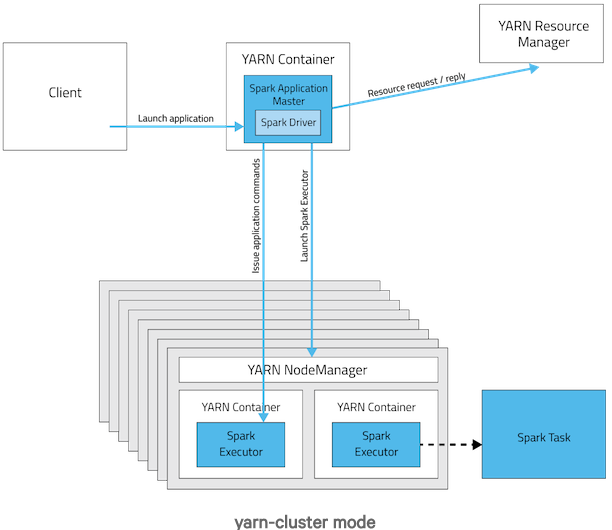 Client
YARN Container
Spark Application
Master
Spark Driver
YARN Resource
Manager
Launch application
Resource request / reply
Issue application commands
Launch Spark Executor
YARN NodeManager
YARN Container
Spark
Executor
YARN Container
Spark
Executor
Spark Task
yarn-cluster mode